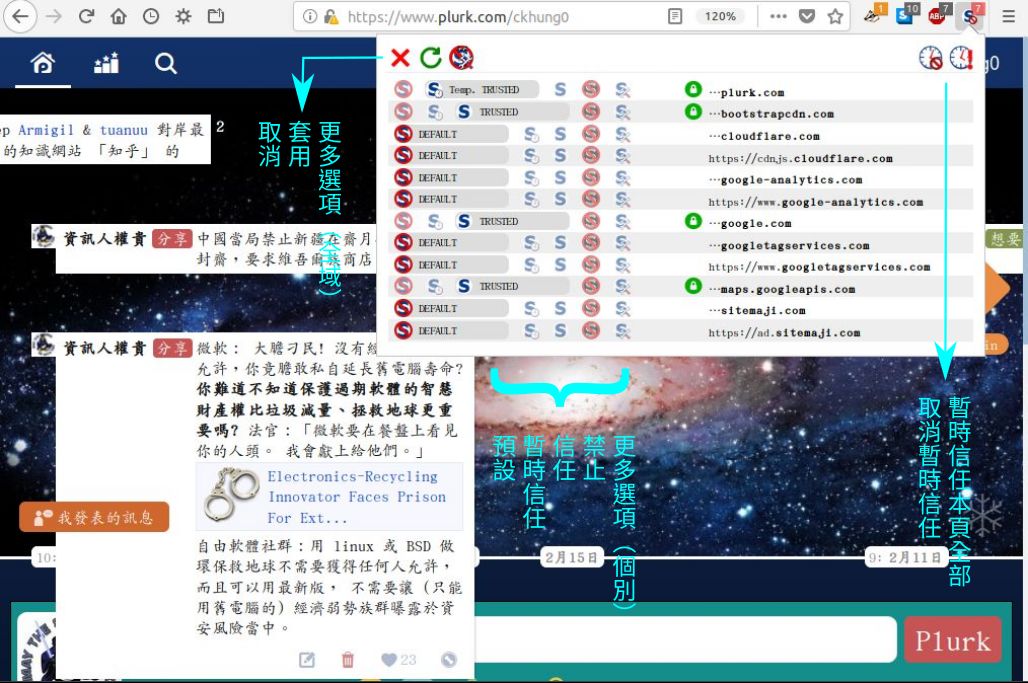 https://www.plurk.com/ckhung0
120%
1
10
7
7
ABP
g0
Temp. TRUSTED
…plurk.com
TRUSTED
…bootstrapcdn.com
DEFAULT
…cloudflare.com
DEFAULT
https://cdnjs.cloudflare.com
DEFAULT
…google-analytics.com
DEFAULT
https://www.google-analytics.com
TRUSTED
…google.com
DEFAULT
…googletagservices.com
DEFAULT
https://www.googletagservices.com
TRUSTED
…maps.googleapis.com
DEFAULT
…sitemaji.com
DEFAULT
https://ad.sitemaji.com
取消
套用
更多選項 (全域)
預設
暫時信任
信任
禁止
更多選項 (個別)
取消暫時信任
暫時信任本頁全部
ep Armigil & tuanuu 對岸最
的知識網站 「知乎」 的
2
資訊人權貴 分享 中國當局禁止新疆在齋月
封齋,要求維吾爾族商店
想要
資訊人權貴 分享 微軟: 大膽刁民! 沒有經
允許,你竟膽敢私自延長舊電腦壽命?
你難道不知道保護過期軟體的智慧
財產權比垃圾減量、拯救地球更重
要嗎? 法官:「微軟要在餐盤上看見
你的人頭。 我會獻上給他們。」
Electronics-Recycling
Innovator Faces Prison
For Ext...
自由軟體社群:用 linux 或 BSD 做
環保救地球不需要獲得任何人允許,
而且可以用最新版, 不需要讓 (只能
用舊電腦的) 經濟弱勢族群曝露於資
安風險當中。
23
in
我發表的訊息
10:
2月15日
9: 2月11日
MAY THE
Plurk